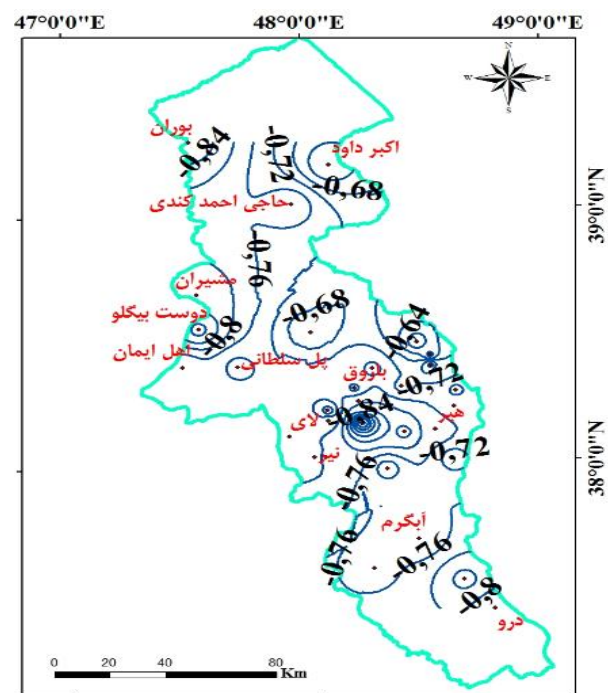 47°0'0"E 48°0'0"E 49°0'0"E
N
W E
S
بوران
-0,84
-0,72
اکبر داود
-0,68
حاجی احمد کندی
39°0'0"N
-0,76
مشیران
-0,68
دوست بیگلو
-0,8
-0,64
اهل ایمان
پل سلطانی
باروق
-0,72
-0,84
هیر
لای
نیر
-0,72
38°0'0"N
-0,76
آبگرم
-0,76
-0,76
-0,8
درو
0 20 40 60 80
Km